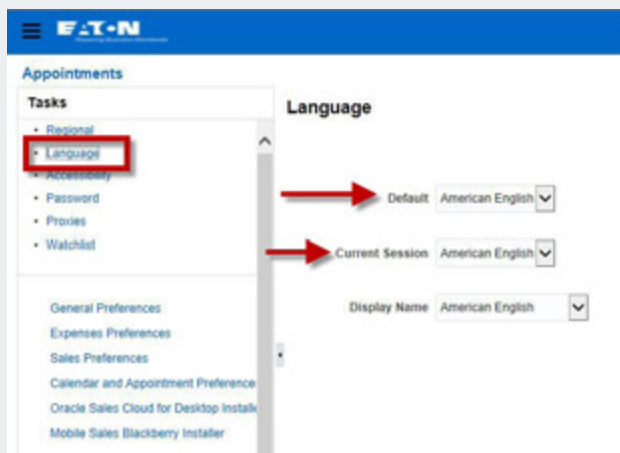 EATON
Appointments
Tasks
Regional
Language
Accessibility
Password
Proxies
Watchlist
General Preferences
Expenses Preferences
Sales Preferences
Calendar and Appointment Preference
Oracle Sales Cloud for Desktop Installe
Mobile Sales Blackberry Installer
Language
Default American English
Current Session American English
Display Name American English